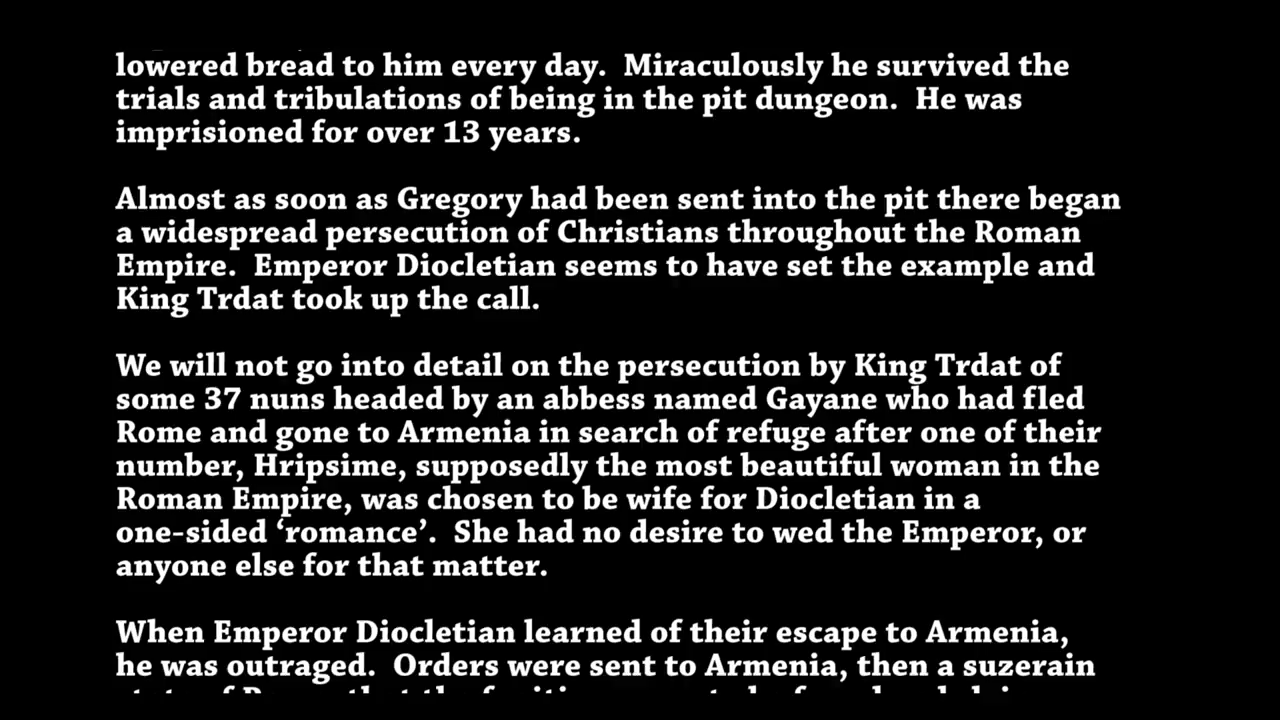 lowered bread to him every day.  Miraculously he survived the
trials and tribulations of being in the pit dungeon.  He was
imprisioned for over 13 years.
Almost as soon as Gregory had been sent into the pit there began
a widespread persecution of Christians throughout the Roman
Empire.  Emperor Diocletian seems to have set the example and
King Trdat took up the call.
We will not go into detail on the persecution by King Trdat of
some 37 nuns headed by an abbess named Gayane who had fled
Rome and gone to Armenia in search of refuge after one of their
number, Hripsime, supposedly the most beautiful woman in the
Roman Empire, was chosen to be wife for Diocletian in a
one-sided ‘romance’.  She had no desire to wed the Emperor, or
anyone else for that matter.
When Emperor Diocletian learned of their escape to Armenia,
he was outraged.  Orders were sent to Armenia, then a suzerain